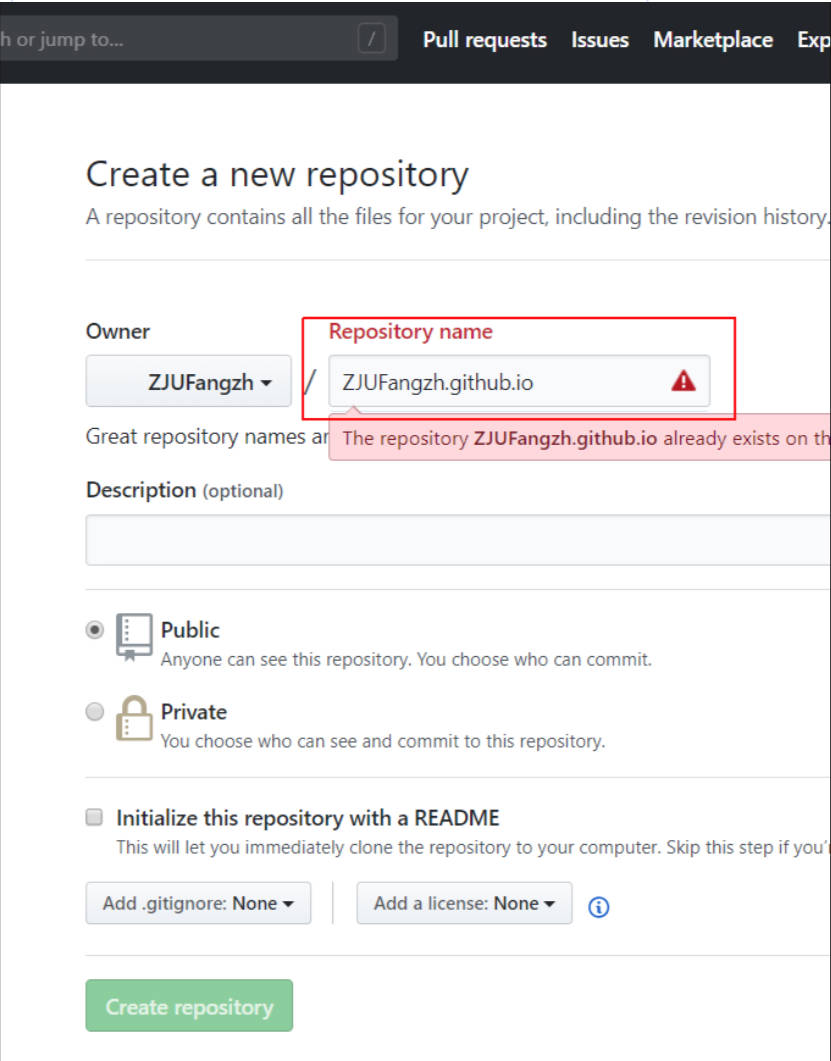 h or jump to... / Pull requests Issues Marketplace Exp
Create a new repository
A repository contains all the files for your project, including the revision history.
Owner Repository name
ZJUFangzh / ZJUFangzh.github.io
Great repository names ar The repository ZJUFangzh.github.io already exists on th
Description (optional)
Public
Anyone can see this repository. You choose who can commit.
Private
You choose who can see and commit to this repository.
Initialize this repository with a README
This will let you immediately clone the repository to your computer. Skip this step if you'
Add .gitignore: None Add a license: None
Create repository